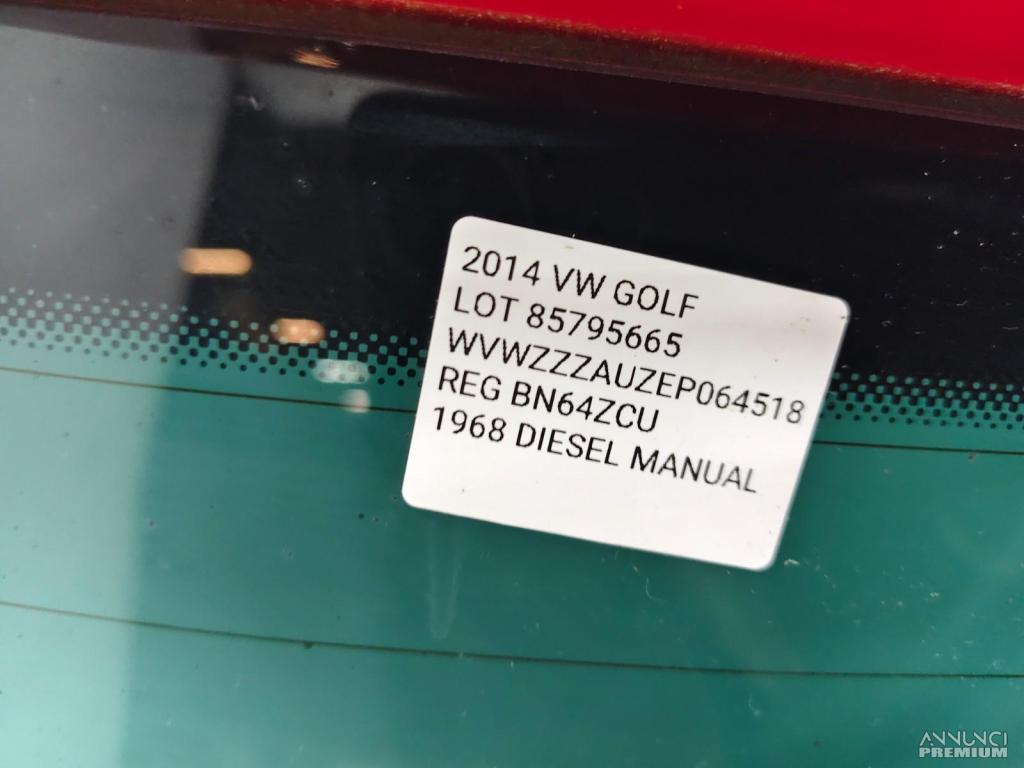 2014 VW GOLF
LOT 85795665
WVWZZZAUZEP064518
REG BN64ZCU
1968 DIESEL MANUAL
ANNUNCI
PREMIUM